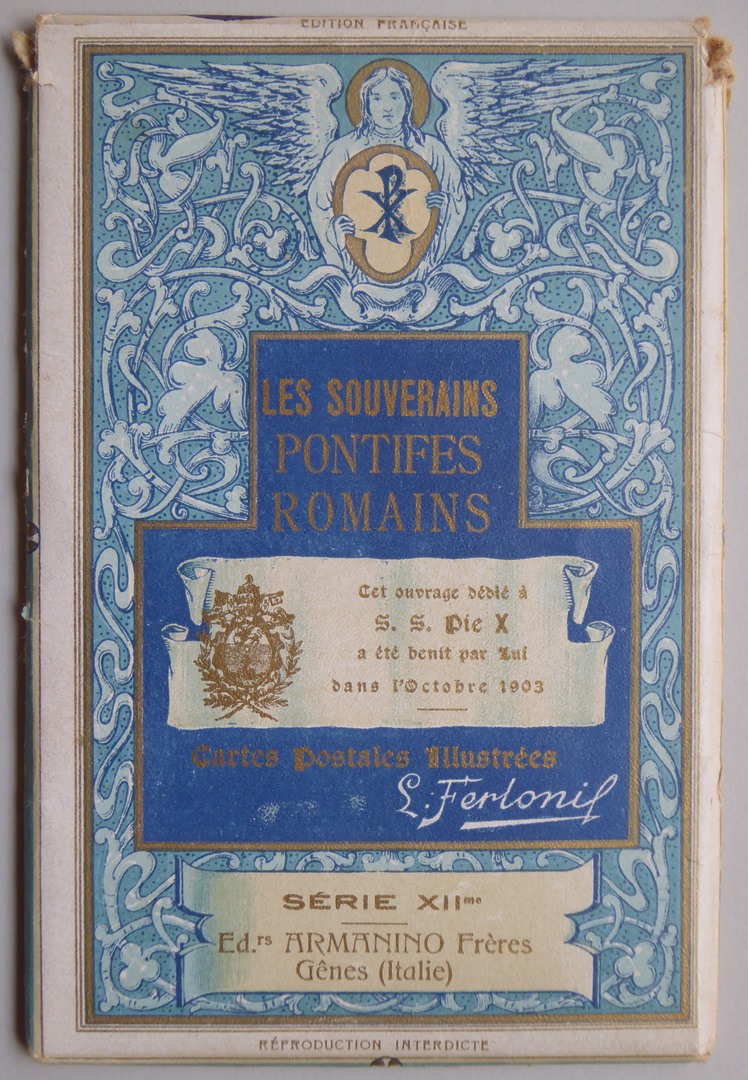 EDITION FRANÇAISE
LES SOUVERAINS
PONTIFES
ROMAINS
Cet ouvrage dédié à
S. S. Pie X
a été benit par Lui
dans l'Octobre 1903
Cartes Postales Illustrées
L. Ferloni
SÉRIE XIIme
Ed.rs ARMANINO Frères
Gênes (Italie)
RÉPRODUCTION INTERDICTE